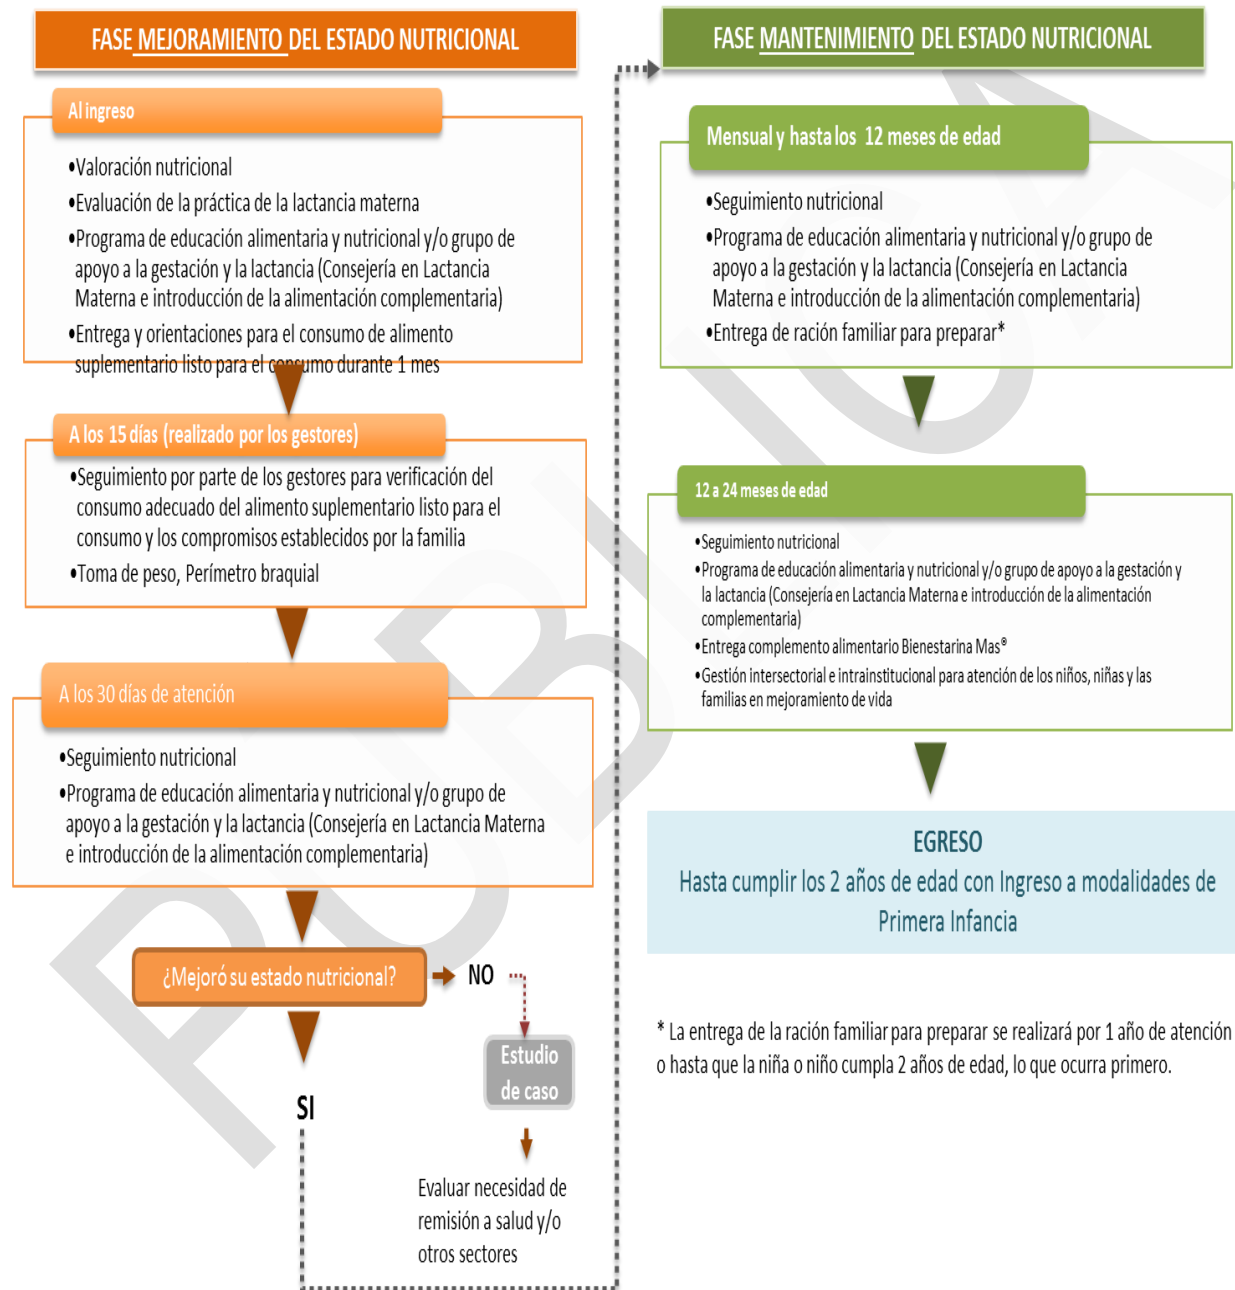 FASE MEJORAMIENTO DEL ESTADO NUTRICIONAL
Al ingreso
•Valoración nutricional
•Evaluación de la práctica de la lactancia materna
•Programa de educación alimentaria y nutricional y/o grupo de
apoyo a la gestación y la lactancia (Consejería en Lactancia
Materna e introducción de la alimentación complementaria)
•Entrega y orientaciones para el consumo de alimento
suplementario listo para el consumo durante 1 mes
A los 15 días (realizado por los gestores)
•Seguimiento por parte de los gestores para verificación del
consumo adecuado del alimento suplementario listo para el
consumo y los compromisos establecidos por la familia
•Toma de peso, Perímetro braquial
A los 30 días de atención
•Seguimiento nutricional
•Programa de educación alimentaria y nutricional y/o grupo de
apoyo a la gestación y la lactancia (Consejería en Lactancia Materna
e introducción de la alimentación complementaria)
¿Mejoró su estado nutricional?
NO
Estudio
de caso
SI
Evaluar necesidad de
remisión a salud y/o
otros sectores
FASE MANTENIMIENTO DEL ESTADO NUTRICIONAL
Mensual y hasta los 12 meses de edad
•Seguimiento nutricional
•Programa de educación alimentaria y nutricional y/o grupo de
apoyo a la gestación y la lactancia (Consejería en Lactancia
Materna e introducción de la alimentación complementaria)
•Entrega de ración familiar para preparar*
12 a 24 meses de edad
•Seguimiento nutricional
•Programa de educación alimentaria y nutricional y/o grupo de apoyo a la gestación y
la lactancia (Consejería en Lactancia Materna e introducción de la alimentación
complementaria)
•Entrega complemento alimentario Bienestarina Mas®
•Gestión intersectorial e intrainstitucional para atención de los niños, niñas y las
familias en mejoramiento de vida
EGRESO
Hasta cumplir los 2 años de edad con Ingreso a modalidades de
Primera Infancia
* La entrega de la ración familiar para preparar se realizará por 1 año de atención
o hasta que la niña o niño cumpla 2 años de edad, lo que ocurra primero.